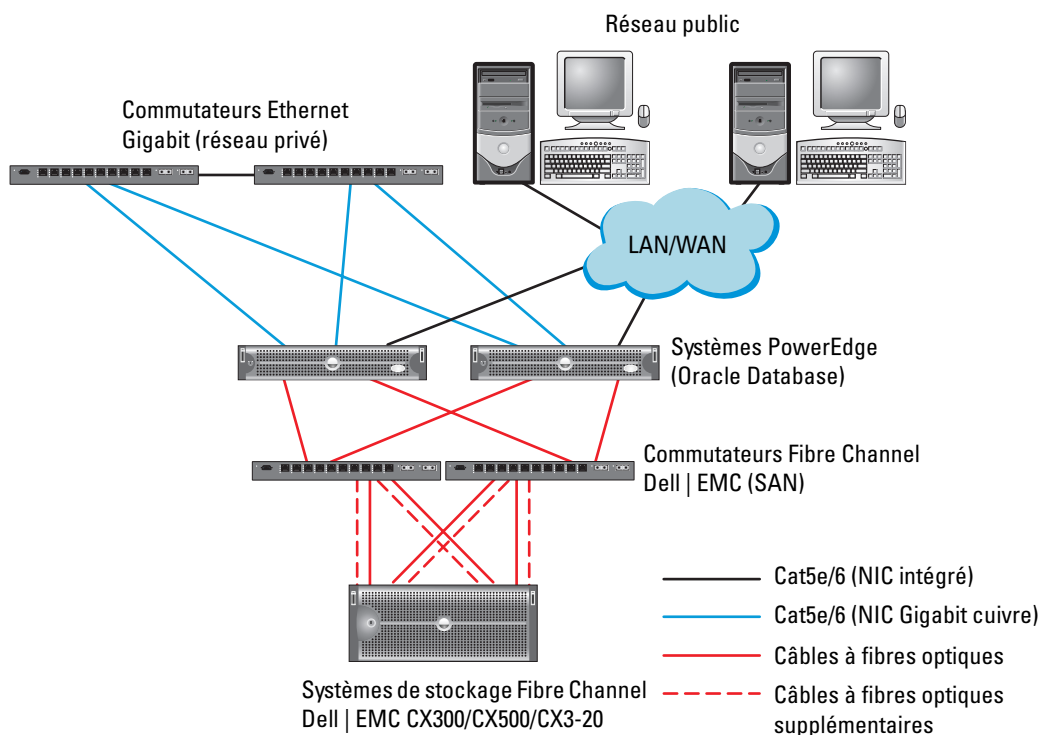 Réseau public
Commutateurs Ethernet
Gigabit (réseau privé)
LAN/WAN
Systèmes PowerEdge
(Oracle Database)
Commutateurs Fibre Channel
Dell | EMC (SAN)
Cat5e/6 (NIC intégré)
Cat5e/6 (NIC Gigabit cuivre)
Câbles à fibres optiques
Câbles à fibres optiques
supplémentaires
Systèmes de stockage Fibre Channel
Dell | EMC CX300/CX500/CX3-20